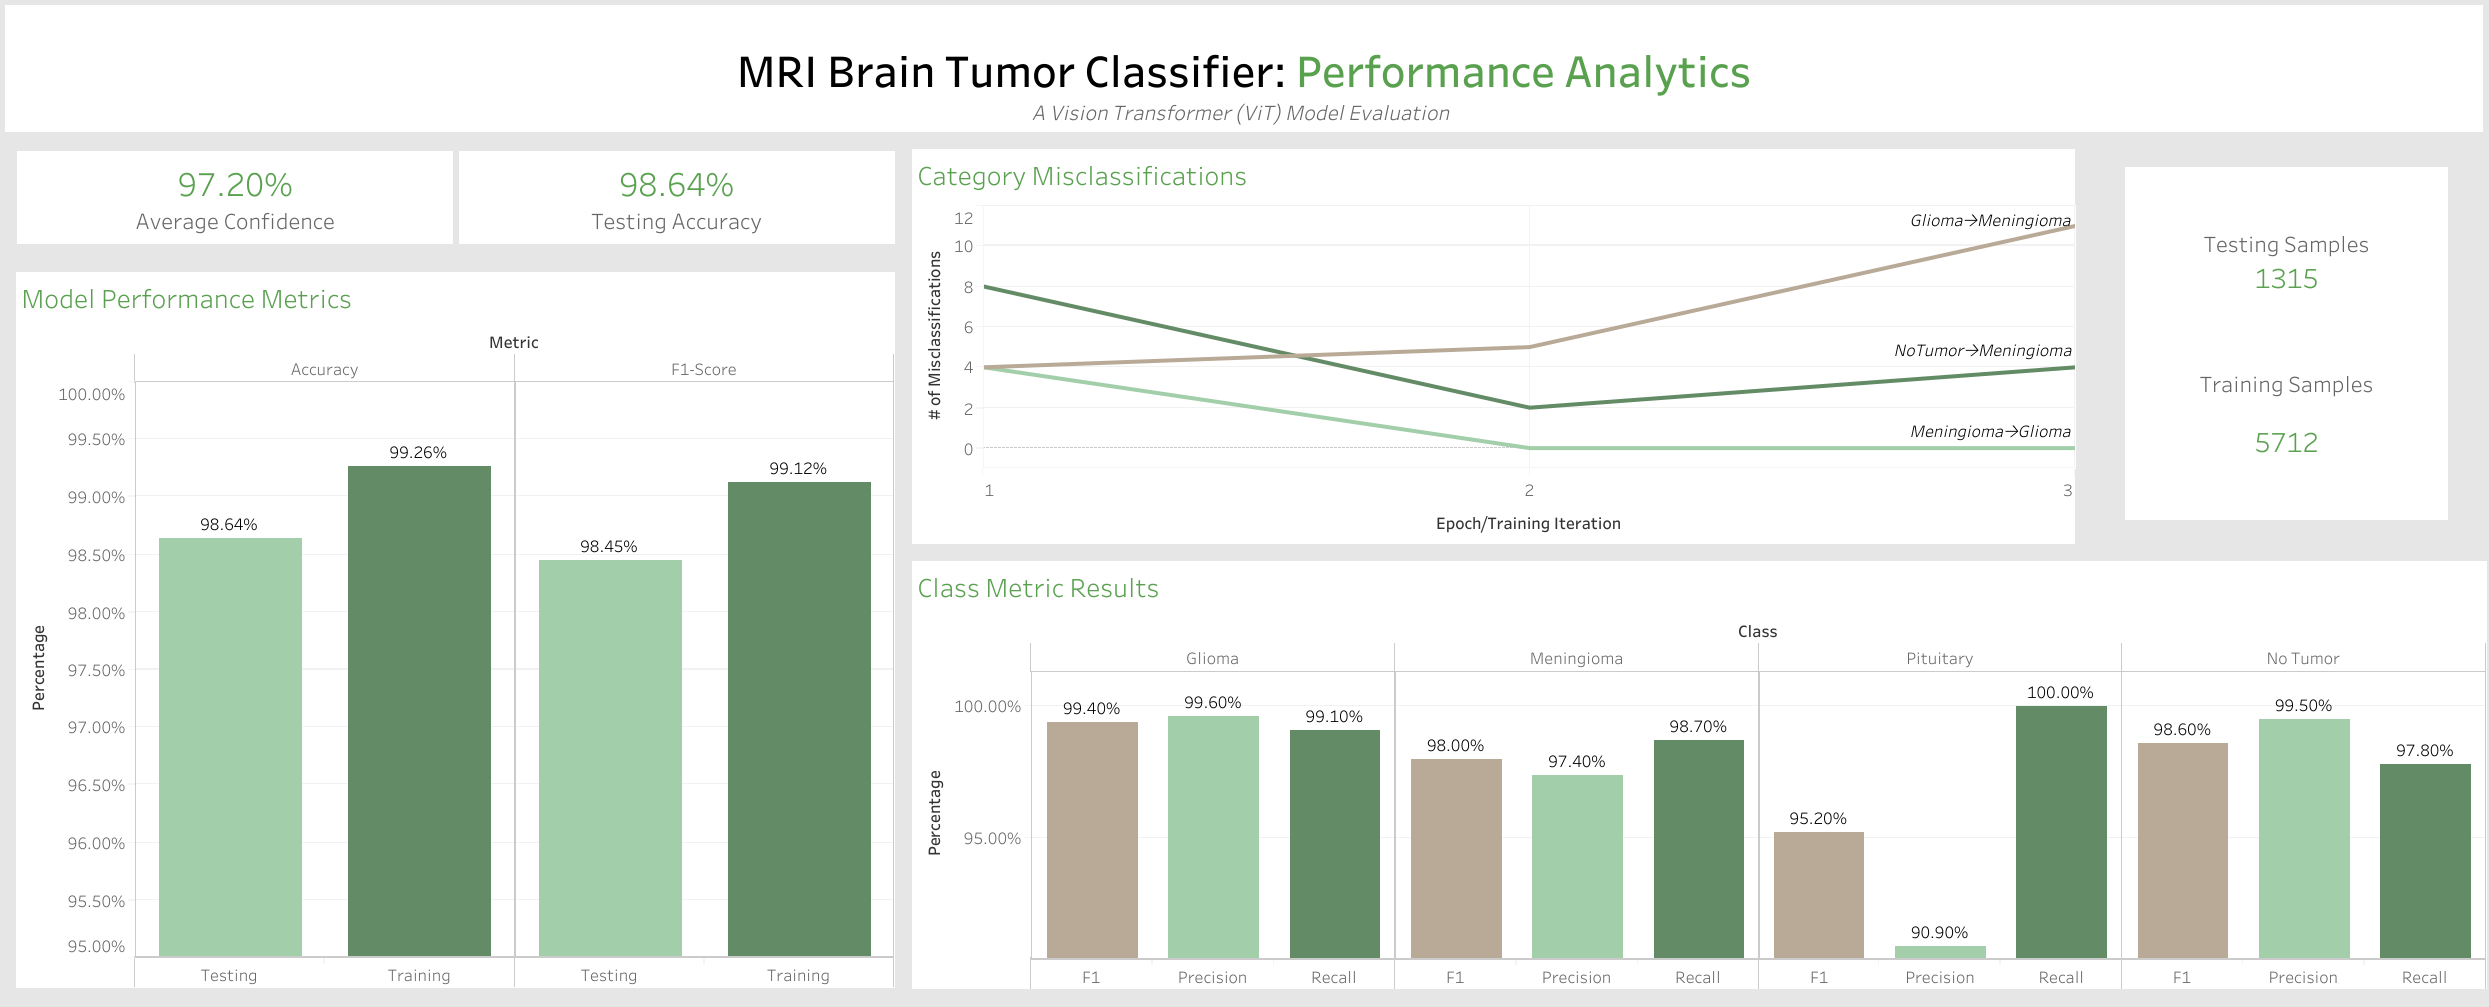 MRI Brain Tumor Classifier: Performance Analytics
A Vision Transformer (ViT) Model Evaluation
97.20%
Average Confidence
98.64%
Testing Accuracy
Model Performance Metrics
Metric
Accuracy
F1-Score
Percentage
100.00%
99.50%
99.00%
98.50%
98.00%
97.50%
97.00%
96.50%
96.00%
95.50%
95.00%
98.64%
99.26%
98.45%
99.12%
Testing
Training
Testing
Training
Category Misclassifications
# of Misclassifications
12
10
8
6
4
2
0
Glioma→Meningioma
NoTumor→Meningioma
Meningioma→Glioma
1
2
3
Epoch/Training Iteration
Testing Samples
1315
Training Samples
5712
Class Metric Results
Class
Glioma
Meningioma
Pituitary
No Tumor
Percentage
100.00%
95.00%
99.40%
99.60%
99.10%
98.00%
97.40%
98.70%
95.20%
90.90%
100.00%
98.60%
99.50%
97.80%
F1
Precision
Recall
F1
Precision
Recall
F1
Precision
Recall
F1
Precision
Recall